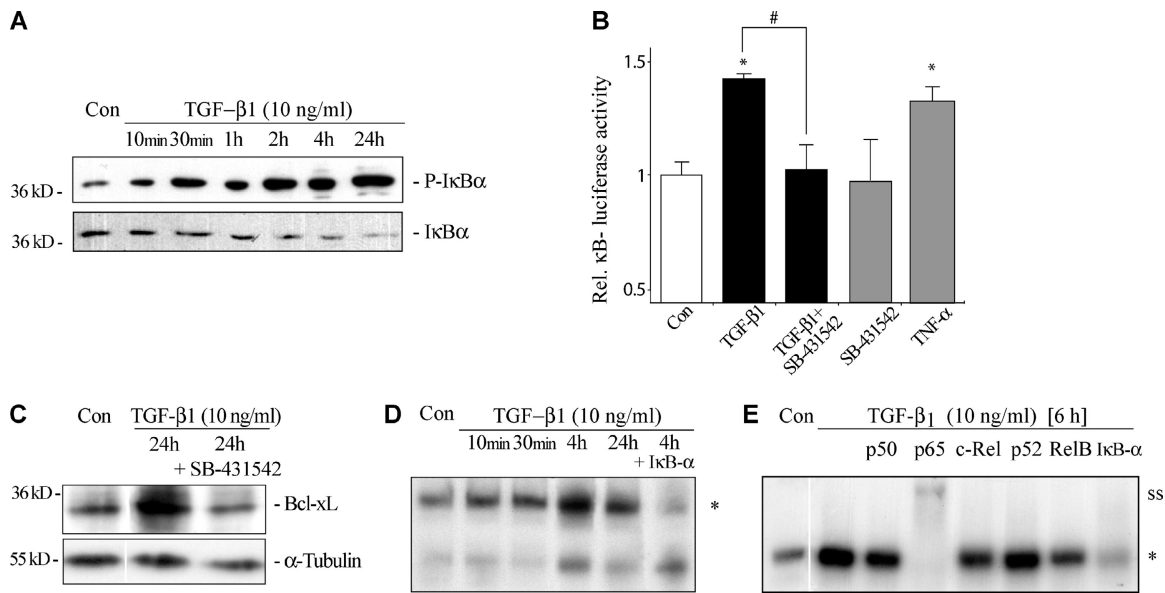 A
Con
TGF–β1 (10 ng/ml)
10min 30min 1h 2h 4h 24h
36 kD -
- P-IκBα
36 kD -
- IκBα
B
Rel. κB- luciferase activity
1.5
1
0.5
*
#
*
Con
TGF-β1
TGF-β1+
SB-431542
SB-431542
TNF-α
C
Con
TGF-β1 (10 ng/ml)
24h 24h
+ SB-431542
36kD -
- Bcl-xL
55 kD -
- α-Tubulin
D
Con
TGF–β1 (10 ng/ml)
10min 30min 4h 24h 4h
+ IκB-α
*
E
Con
TGF-β1 (10 ng/ml) [6 h]
p50 p65 c-Rel p52 RelB IκB-α
ss
*